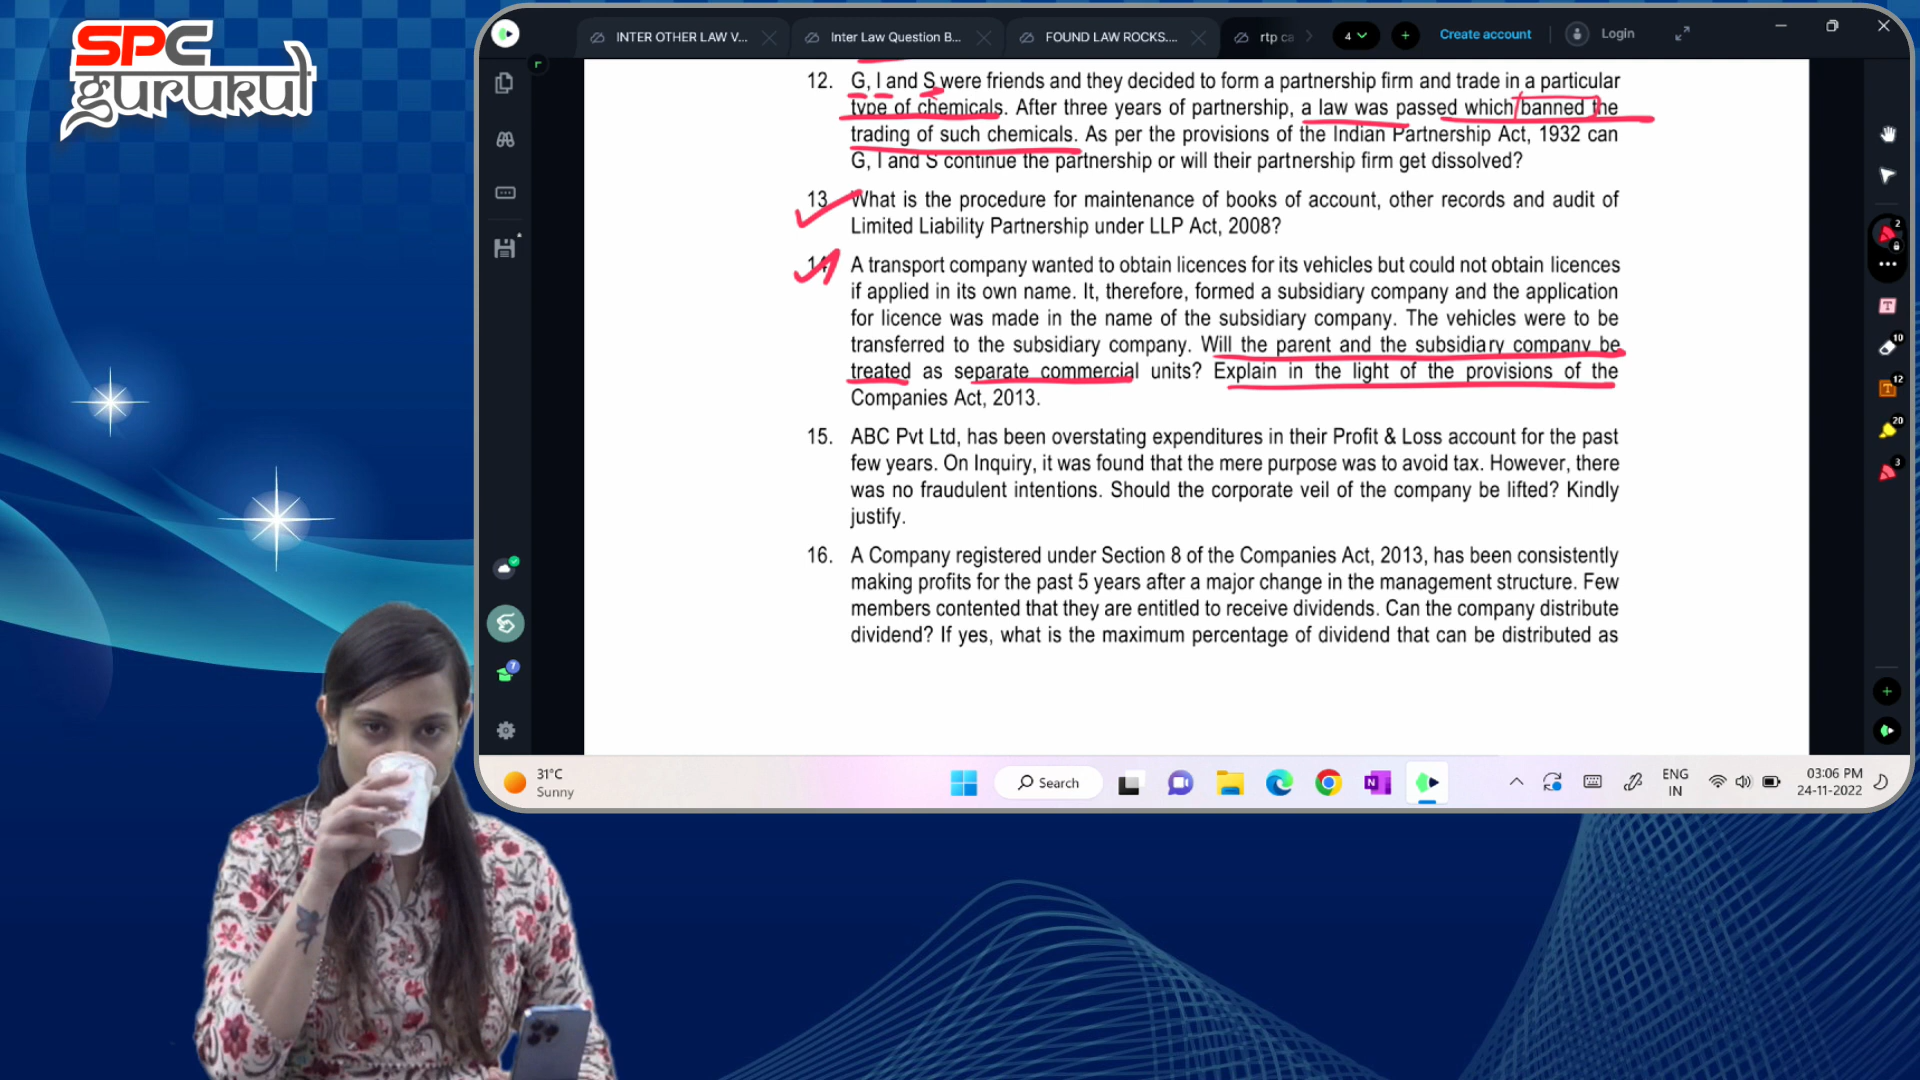 SPC
gurukul
INTER OTHER LAW V...
Inter Law Question B...
FOUND LAW ROCKS....
rtp ca
4
Create account
Login
12. G, I and S were friends and they decided to form a partnership firm and trade in a particular
type of chemicals. After three years of partnership, a law was passed which banned the
trading of such chemicals. As per the provisions of the Indian Partnership Act, 1932 can
G, I and S continue the partnership or will their partnership firm get dissolved?
13. What is the procedure for maintenance of books of account, other records and audit of
Limited Liability Partnership under LLP Act, 2008?
14. A transport company wanted to obtain licences for its vehicles but could not obtain licences
if applied in its own name. It, therefore, formed a subsidiary company and the application
for licence was made in the name of the subsidiary company. The vehicles were to be
transferred to the subsidiary company. Will the parent and the subsidiary company be
treated as separate commercial units? Explain in the light of the provisions of the
Companies Act, 2013.
15. ABC Pvt Ltd, has been overstating expenditures in their Profit & Loss account for the past
few years. On Inquiry, it was found that the mere purpose was to avoid tax. However, there
was no fraudulent intentions. Should the corporate veil of the company be lifted? Kindly
justify.
16. A Company registered under Section 8 of the Companies Act, 2013, has been consistently
making profits for the past 5 years after a major change in the management structure. Few
members contented that they are entitled to receive dividends. Can the company distribute
dividend? If yes, what is the maximum percentage of dividend that can be distributed as
2
10
12
20
3
7
31°C
Sunny
Search
ENG
IN
03:06 PM
24-11-2022